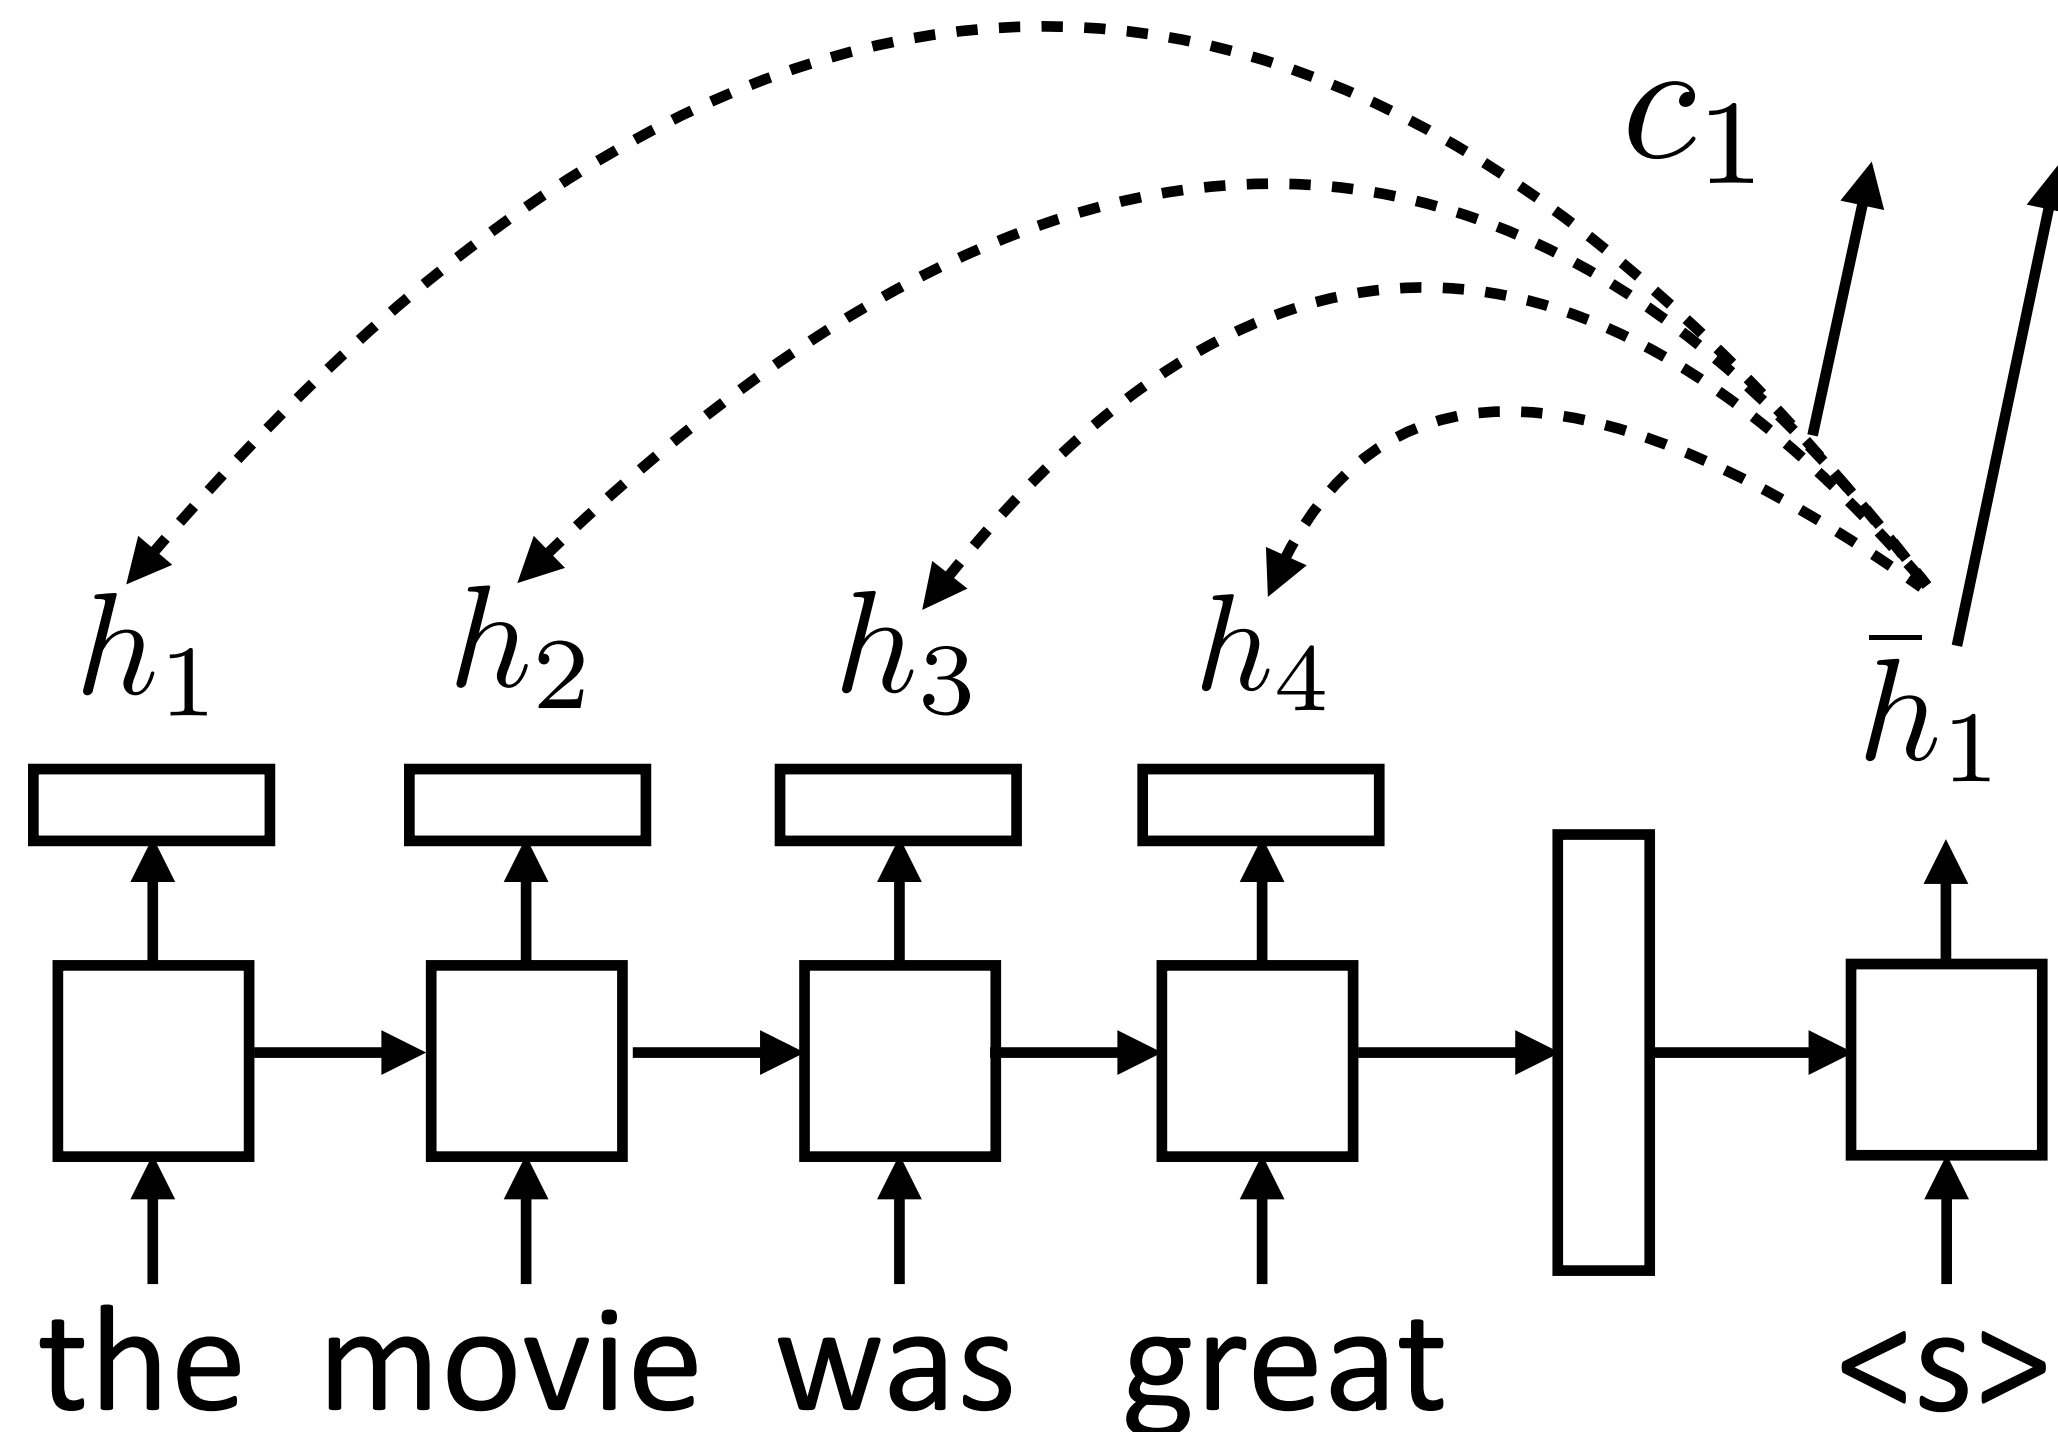 c₁
h₁ h₂ h₃ h₄ h̄₁
the movie was great <s>